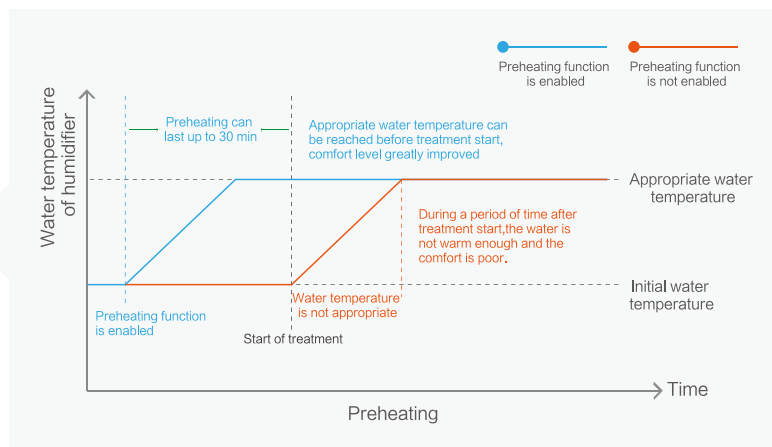 Preheating function
is enabled
Preheating function
is not enabled
Water temperature
of humidifier
Preheating can
last up to 30 min
Appropriate water temperature can
be reached before treatment start,
comfort level greatly improved
Appropriate water
temperature
During a period of time after
treatment start,the water is
not warm enough and the
comfort is poor.
Initial water
temperature
Water temperature
is not appropriate
Preheating function
is enabled
Start of treatment
Time
Preheating